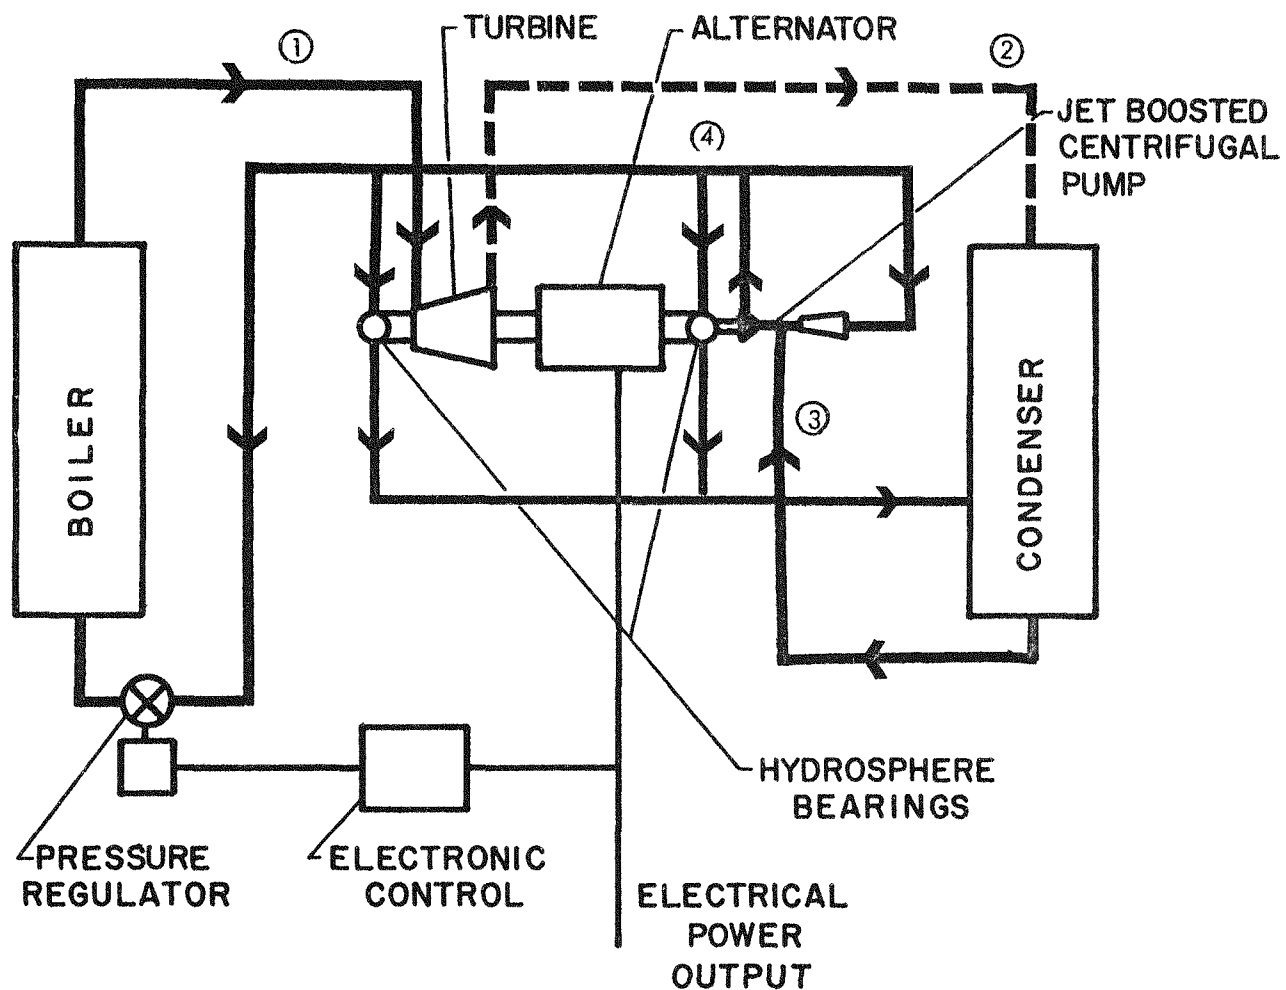 TURBINE
ALTERNATOR
1
2
JET BOOSTED
CENTRIFUGAL
PUMP
(4)
BOILER
3
CONDENSER
HYDROSPHERE
BEARINGS
PRESSURE
REGULATOR
ELECTRONIC
CONTROL
ELECTRICAL
POWER
OUTPUT